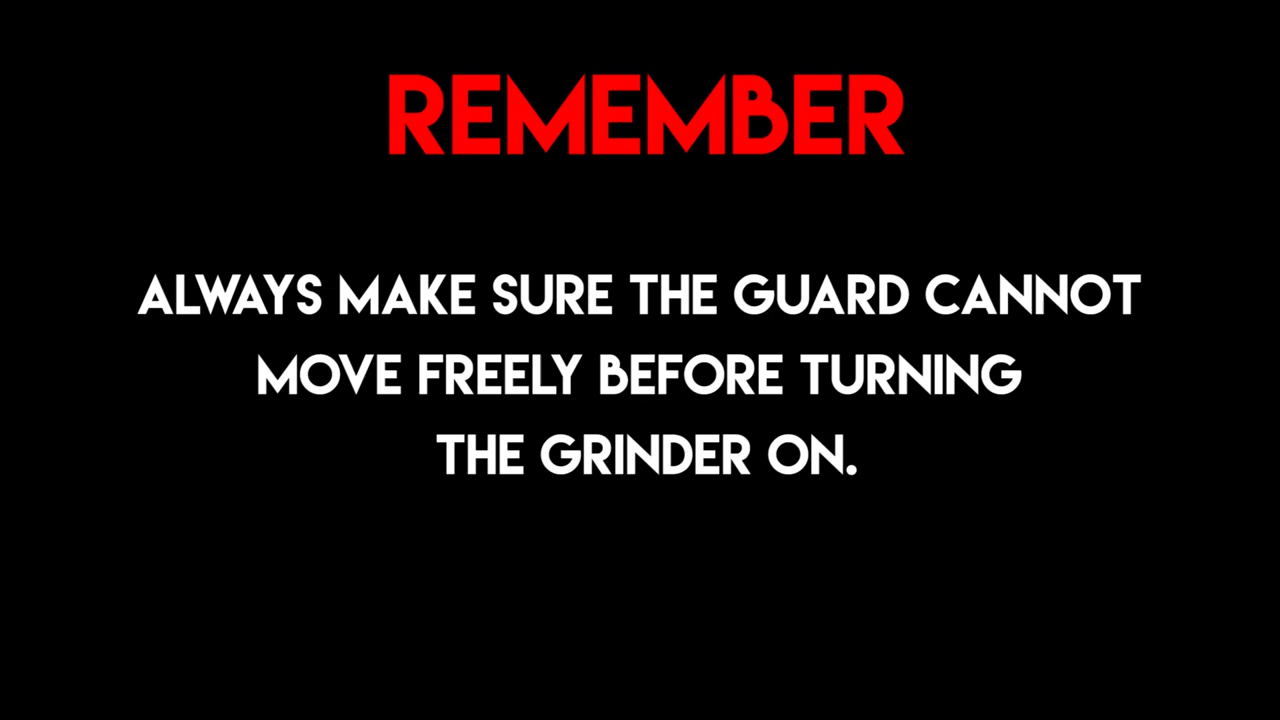 REMEMBER
ALWAYS MAKE SURE THE GUARD CANNOT
MOVE FREELY BEFORE TURNING
THE GRINDER ON.